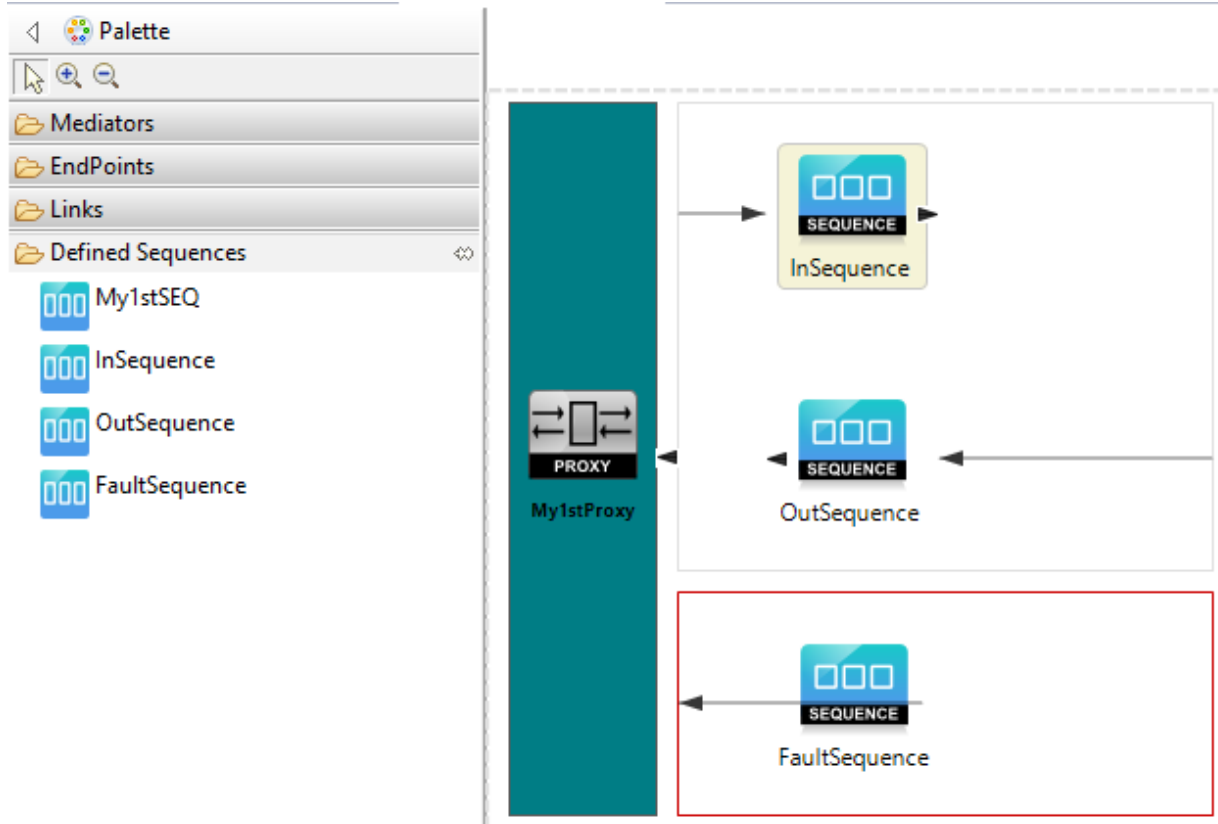 Palette
Mediators
EndPoints
Links
Defined Sequences
My1stSEQ
InSequence
OutSequence
FaultSequence
SEQUENCE
InSequence
PROXY
My1stProxy
SEQUENCE
OutSequence
SEQUENCE
FaultSequence